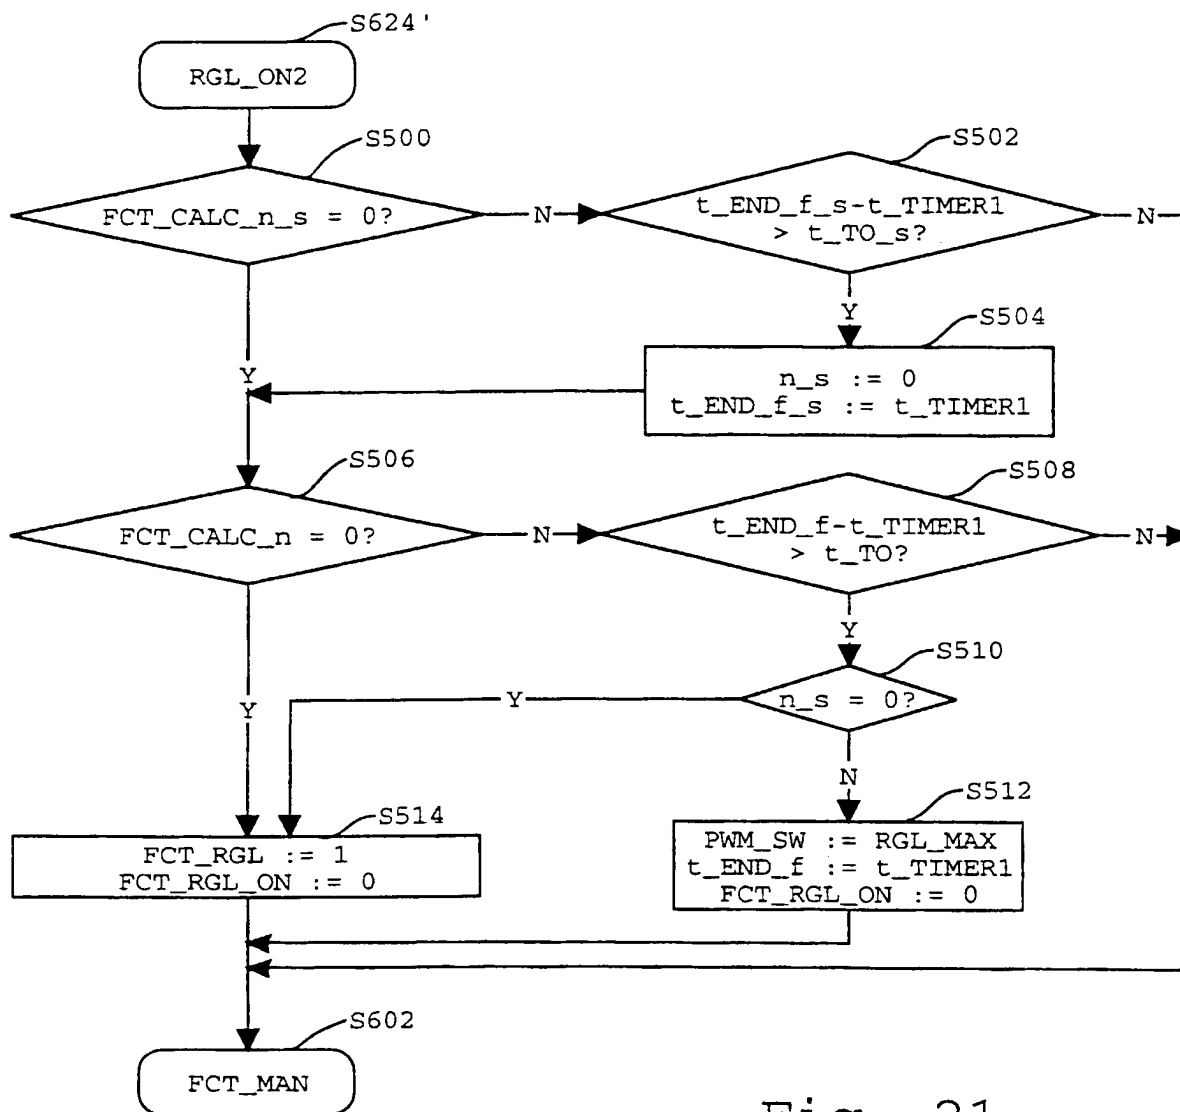 S624'
RGL_ON2
S500
FCT_CALC_n_s = 0?
N
S502
t_END_f_s-t_TIMER1
> t_TO_s?
N
Y
S504
Y
n_s := 0
t_END_f_s := t_TIMER1
S506
FCT_CALC_n = 0?
N
S508
t_END_f-t_TIMER1
> t_TO?
N
Y
S510
n_s = 0?
Y
Y
N
S514
FCT_RGL := 1
FCT_RGL_ON := 0
S512
PWM_SW := RGL_MAX
t_END_f := t_TIMER1
FCT_RGL_ON := 0
S602
FCT_MAN